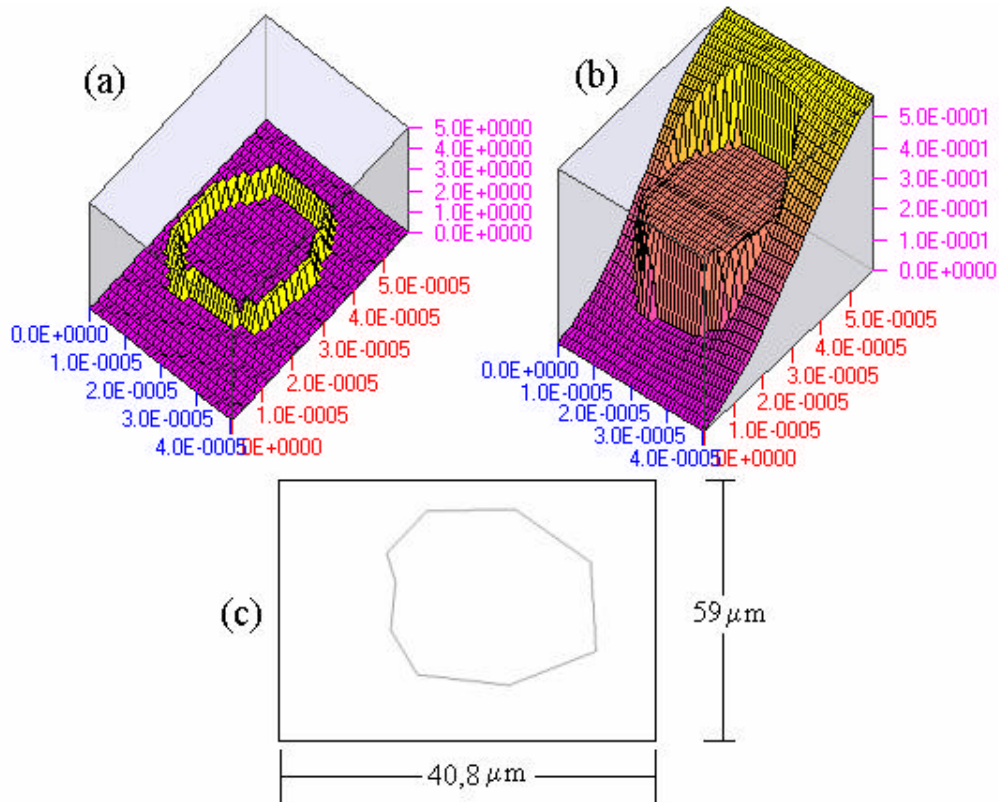 (a)
5.0E+0000
4.0E+0000
3.0E+0000
2.0E+0000
1.0E+0000
0.0E+0000
5.0E-0005
4.0E-0005
3.0E-0005
2.0E-0005
1.0E-0005
0E+0000
0.0E+0000
1.0E-0005
2.0E-0005
3.0E-0005
4.0E-0005
(b)
5.0E-0001
4.0E-0001
3.0E-0001
2.0E-0001
1.0E-0001
0.0E+0000
5.0E-0005
4.0E-0005
3.0E-0005
2.0E-0005
1.0E-0005
0E+0000
0.0E+0000
1.0E-0005
2.0E-0005
3.0E-0005
4.0E-0005
(c)
59 μm
40,8 μm